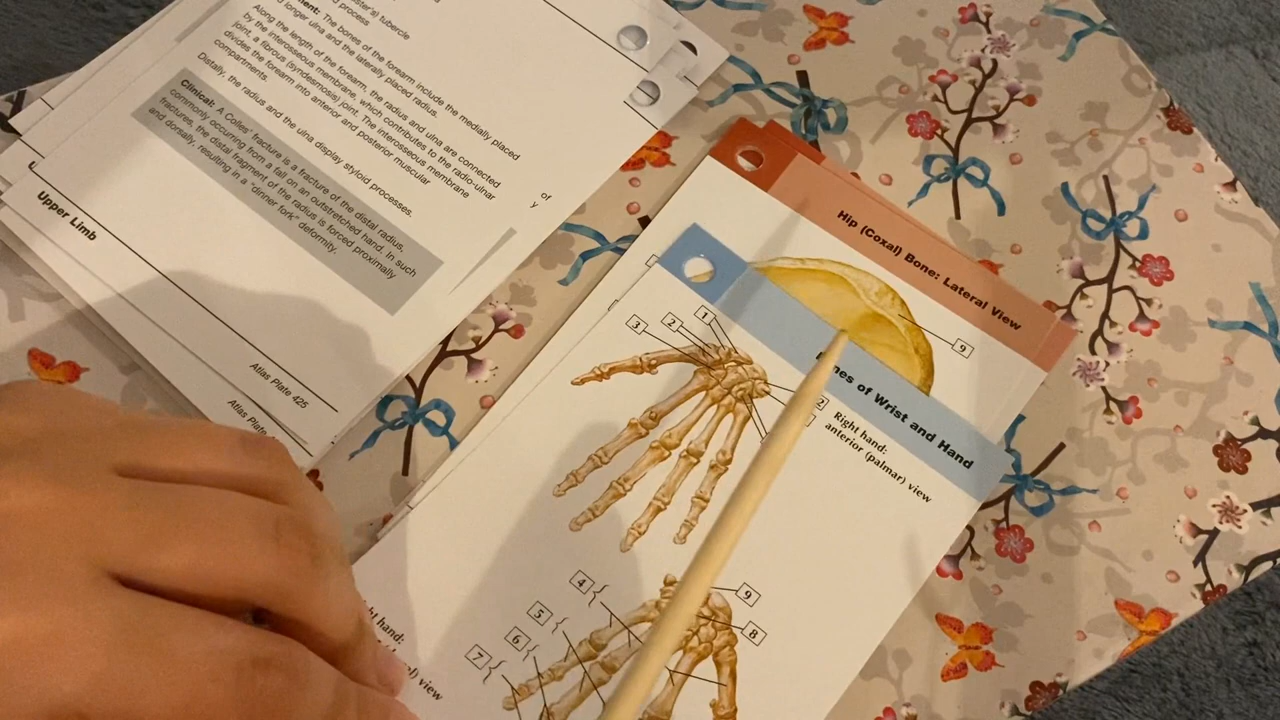 ster's) tubercle
process
ment: The bones of the forearm include the medially placed
longer ulna and the laterally placed radius.
Along the length of the forearm, the radius and ulna are connected
by the interosseous membrane, which contributes to the radio-ulnar
joint, a fibrous (syndesmosis) joint. The interosseous membrane
divides the forearm into anterior and posterior muscular
compartments
Distally, the radius and the ulna display styloid processes.
Clinical: A Colles' fracture is a fracture of the distal radius,
commonly occurring from a fall on an outstretched hand. In such
fractures, the distal fragment of the radius is forced proximally
and dorsally, resulting in a "dinner fork" deformity.
of
y
Upper Limb
Atlas Plate 425
Atlas Plate
Hip (Coxal) Bone: Lateral View
9
nes of Wrist and Hand
1
2
3
2
Right hand:
anterior (palmar) view
4
5
6
7
9
8
ht hand:
l) view